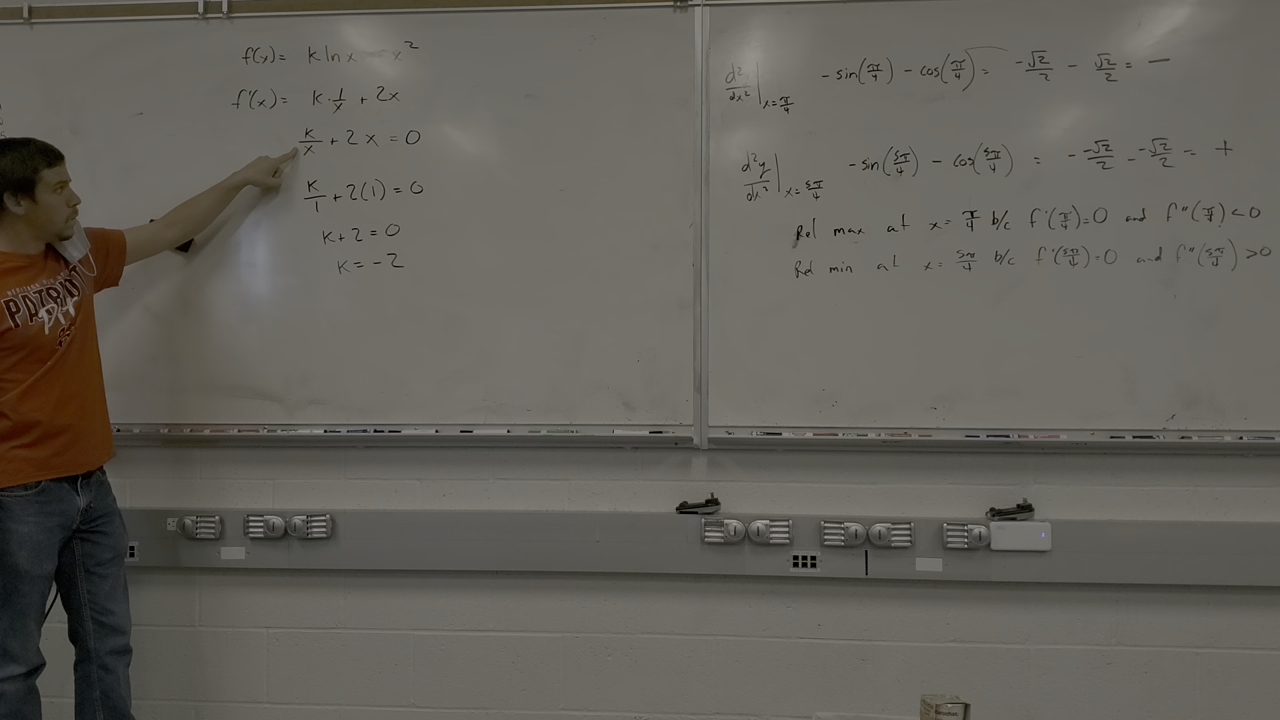 f(x) = k ln x x²
f'(x) = k · 1/x + 2x
k/x + 2x = 0
k/1 + 2(1) = 0
k + 2 = 0
k = -2
d²/dx² |x=π/4 -sin(π/4) - cos(π/4) = -√2/2 - √2/2 = -
d²y/dx² |x=5π/4 -sin(5π/4) - cos(5π/4) = - -√2/2 - -√2/2 = +
Rel max at x = π/4 b/c f'(π/4)=0 and f''(π/4)<0
Rel min at x = 5π/4 b/c f'(5π/4)=0 and f''(5π/4)>0
PATRIOT